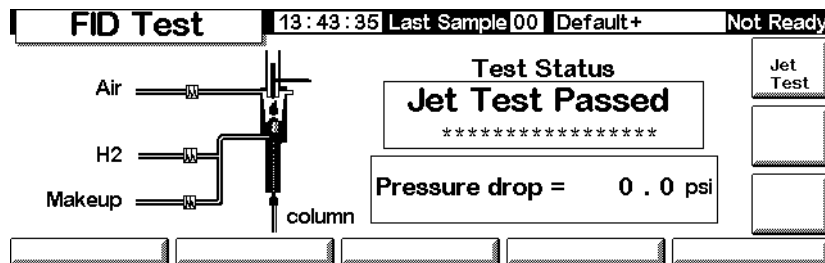 FID Test 13:43:35 Last Sample 00 Default+ Not Ready
Jet
Test
Test Status
Air
Jet Test Passed
*****************
H2
Pressure drop = 0 . 0 psi
Makeup
column